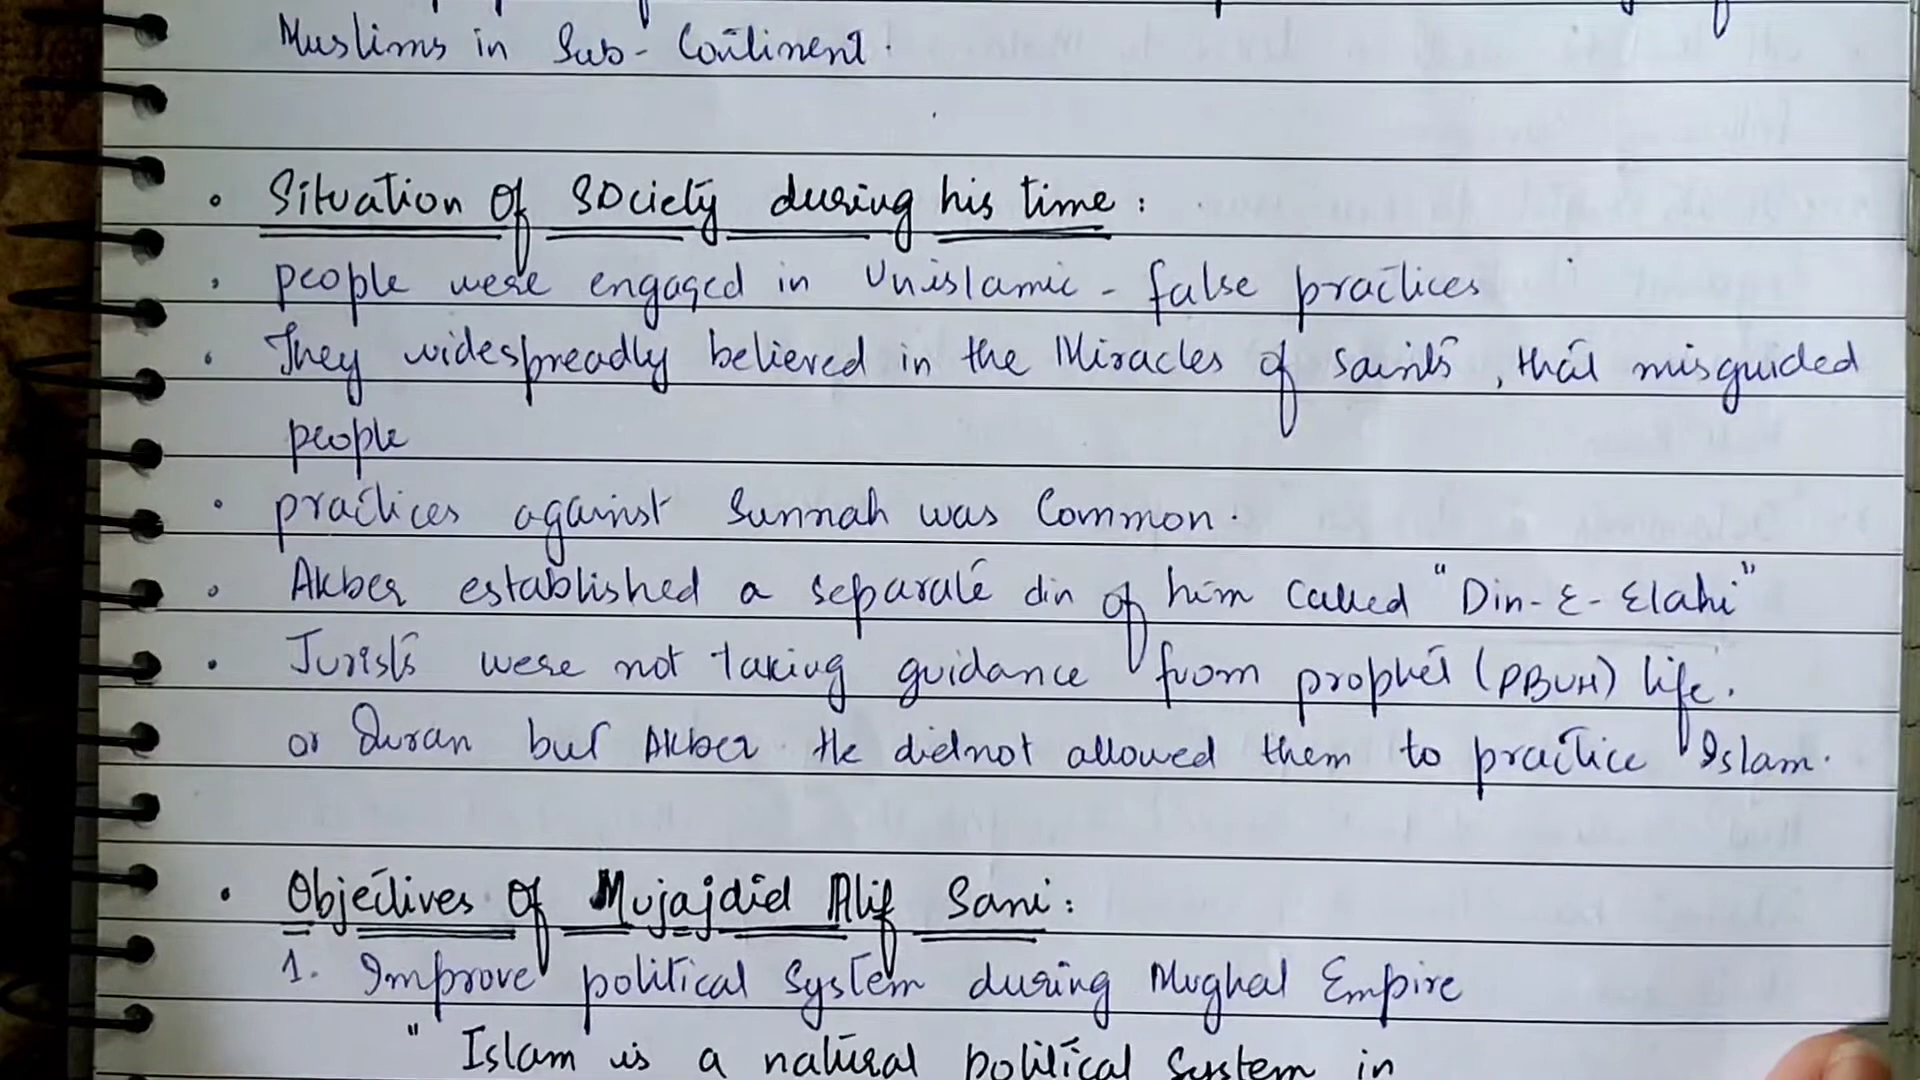 Muslims in Sub-Continent.
• Situation of Society during his time:
• people were engaged in Unislamic - false practices
• They widespreadly believed in the Miracles of saints, that misguided
people
• practices against Sunnah was Common.
• Akber established a separate din of him Called "Din-E-Elahi"
• Jurists were not taking guidance from prophet (PBUH) life.
or Quran but Akber. He didnot allowed them to practice Islam.
• Objectives of Mujajdid Alif Sani:
1. Improve political System during Mughal Empire
" Islam is a natural political System in